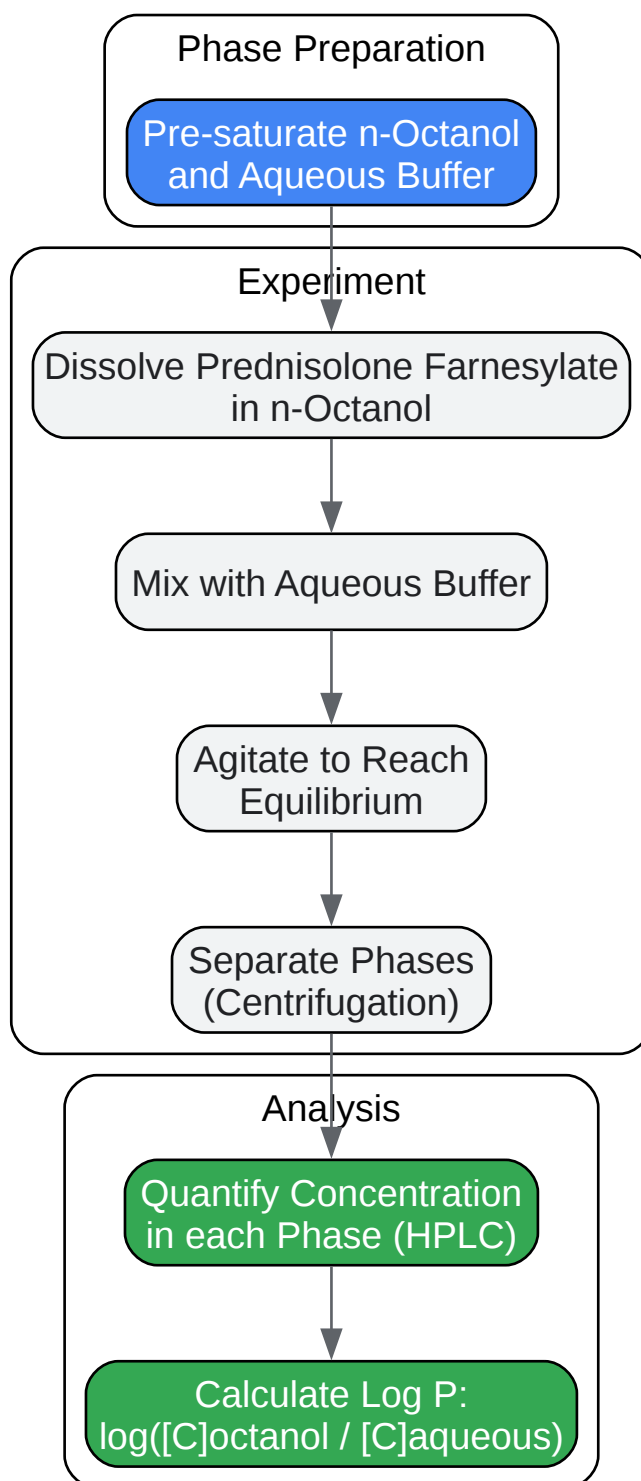 Phase Preparation
Pre-saturate n-Octanol
and Aqueous Buffer
Experiment
Dissolve Prednisolone Farnesylate
in n-Octanol
Mix with Aqueous Buffer
Agitate to Reach
Equilibrium
Separate Phases
(Centrifugation)
Analysis
Quantify Concentration
in each Phase (HPLC)
Calculate Log P:
log([C]octanol / [C]aqueous)